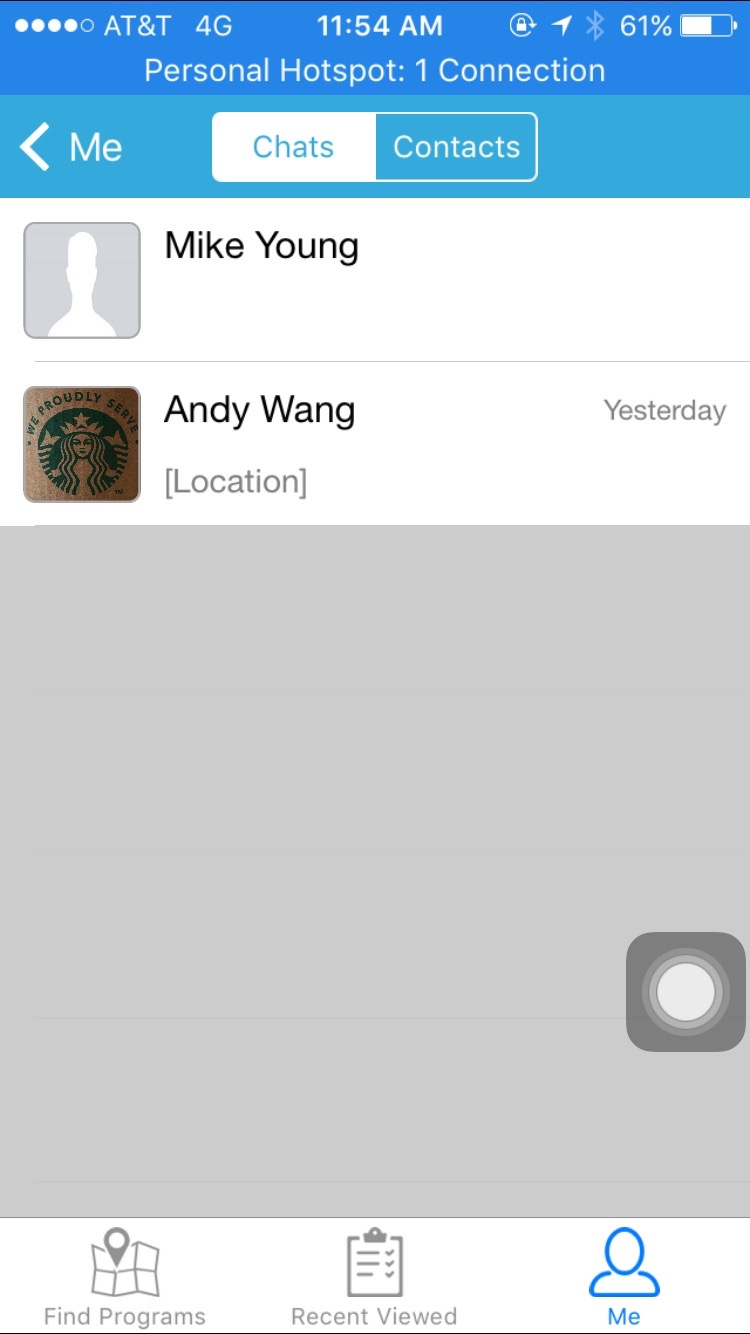 AT&T 4G 11:54 AM 61%
Personal Hotspot: 1 Connection
Me Chats Contacts
Mike Young
WE PROUDLY SERVE
TM
Andy Wang Yesterday
[Location]
Find Programs Recent Viewed Me